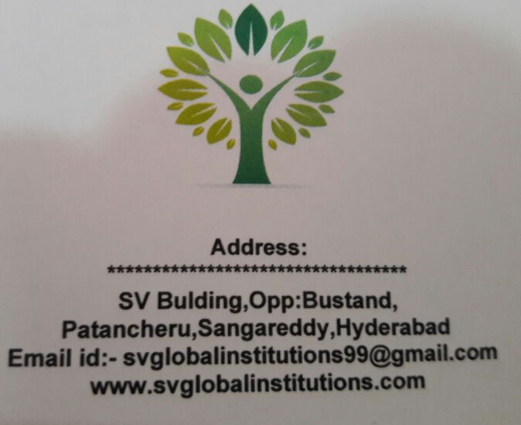 Address:
**********************************
SV Bulding,Opp:Bustand,
Patancheru,Sangareddy,Hyderabad
Email id:- svglobalinstitutions99@gmail.com
www.svglobalinstitutions.com